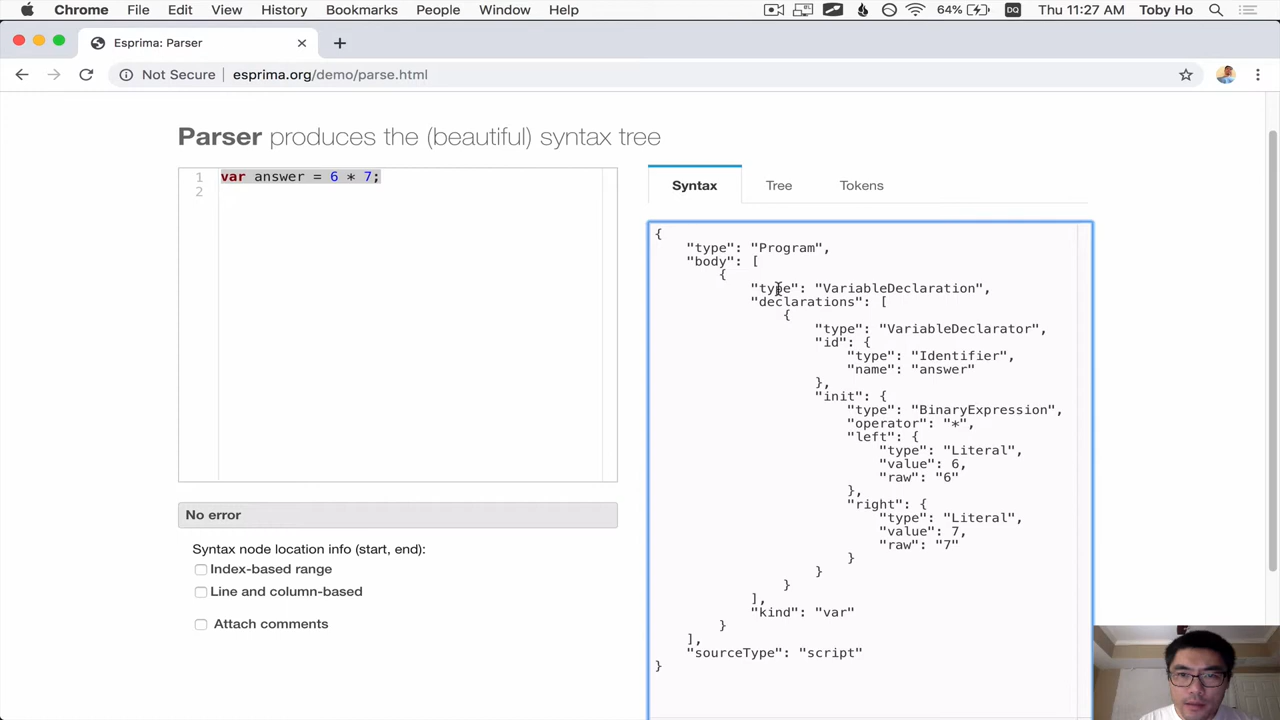 Chrome File Edit View History Bookmarks People Window Help 64% DQ Thu 11:27 AM Toby Ho
Esprima: Parser
Not Secure esprima.org/demo/parse.html
Parser produces the (beautiful) syntax tree
1 var answer = 6 * 7;
2
No error
Syntax node location info (start, end):
Index-based range
Line and column-based
Attach comments
Syntax Tree Tokens
{
"type": "Program",
"body": [
{
"type": "VariableDeclaration",
"declarations": [
{
"type": "VariableDeclarator",
"id": {
"type": "Identifier",
"name": "answer"
},
"init": {
"type": "BinaryExpression",
"operator": "*",
"left": {
"type": "Literal",
"value": 6,
"raw": "6"
},
"right": {
"type": "Literal",
"value": 7,
"raw": "7"
}
}
}
],
"kind": "var"
}
],
"sourceType": "script"
}